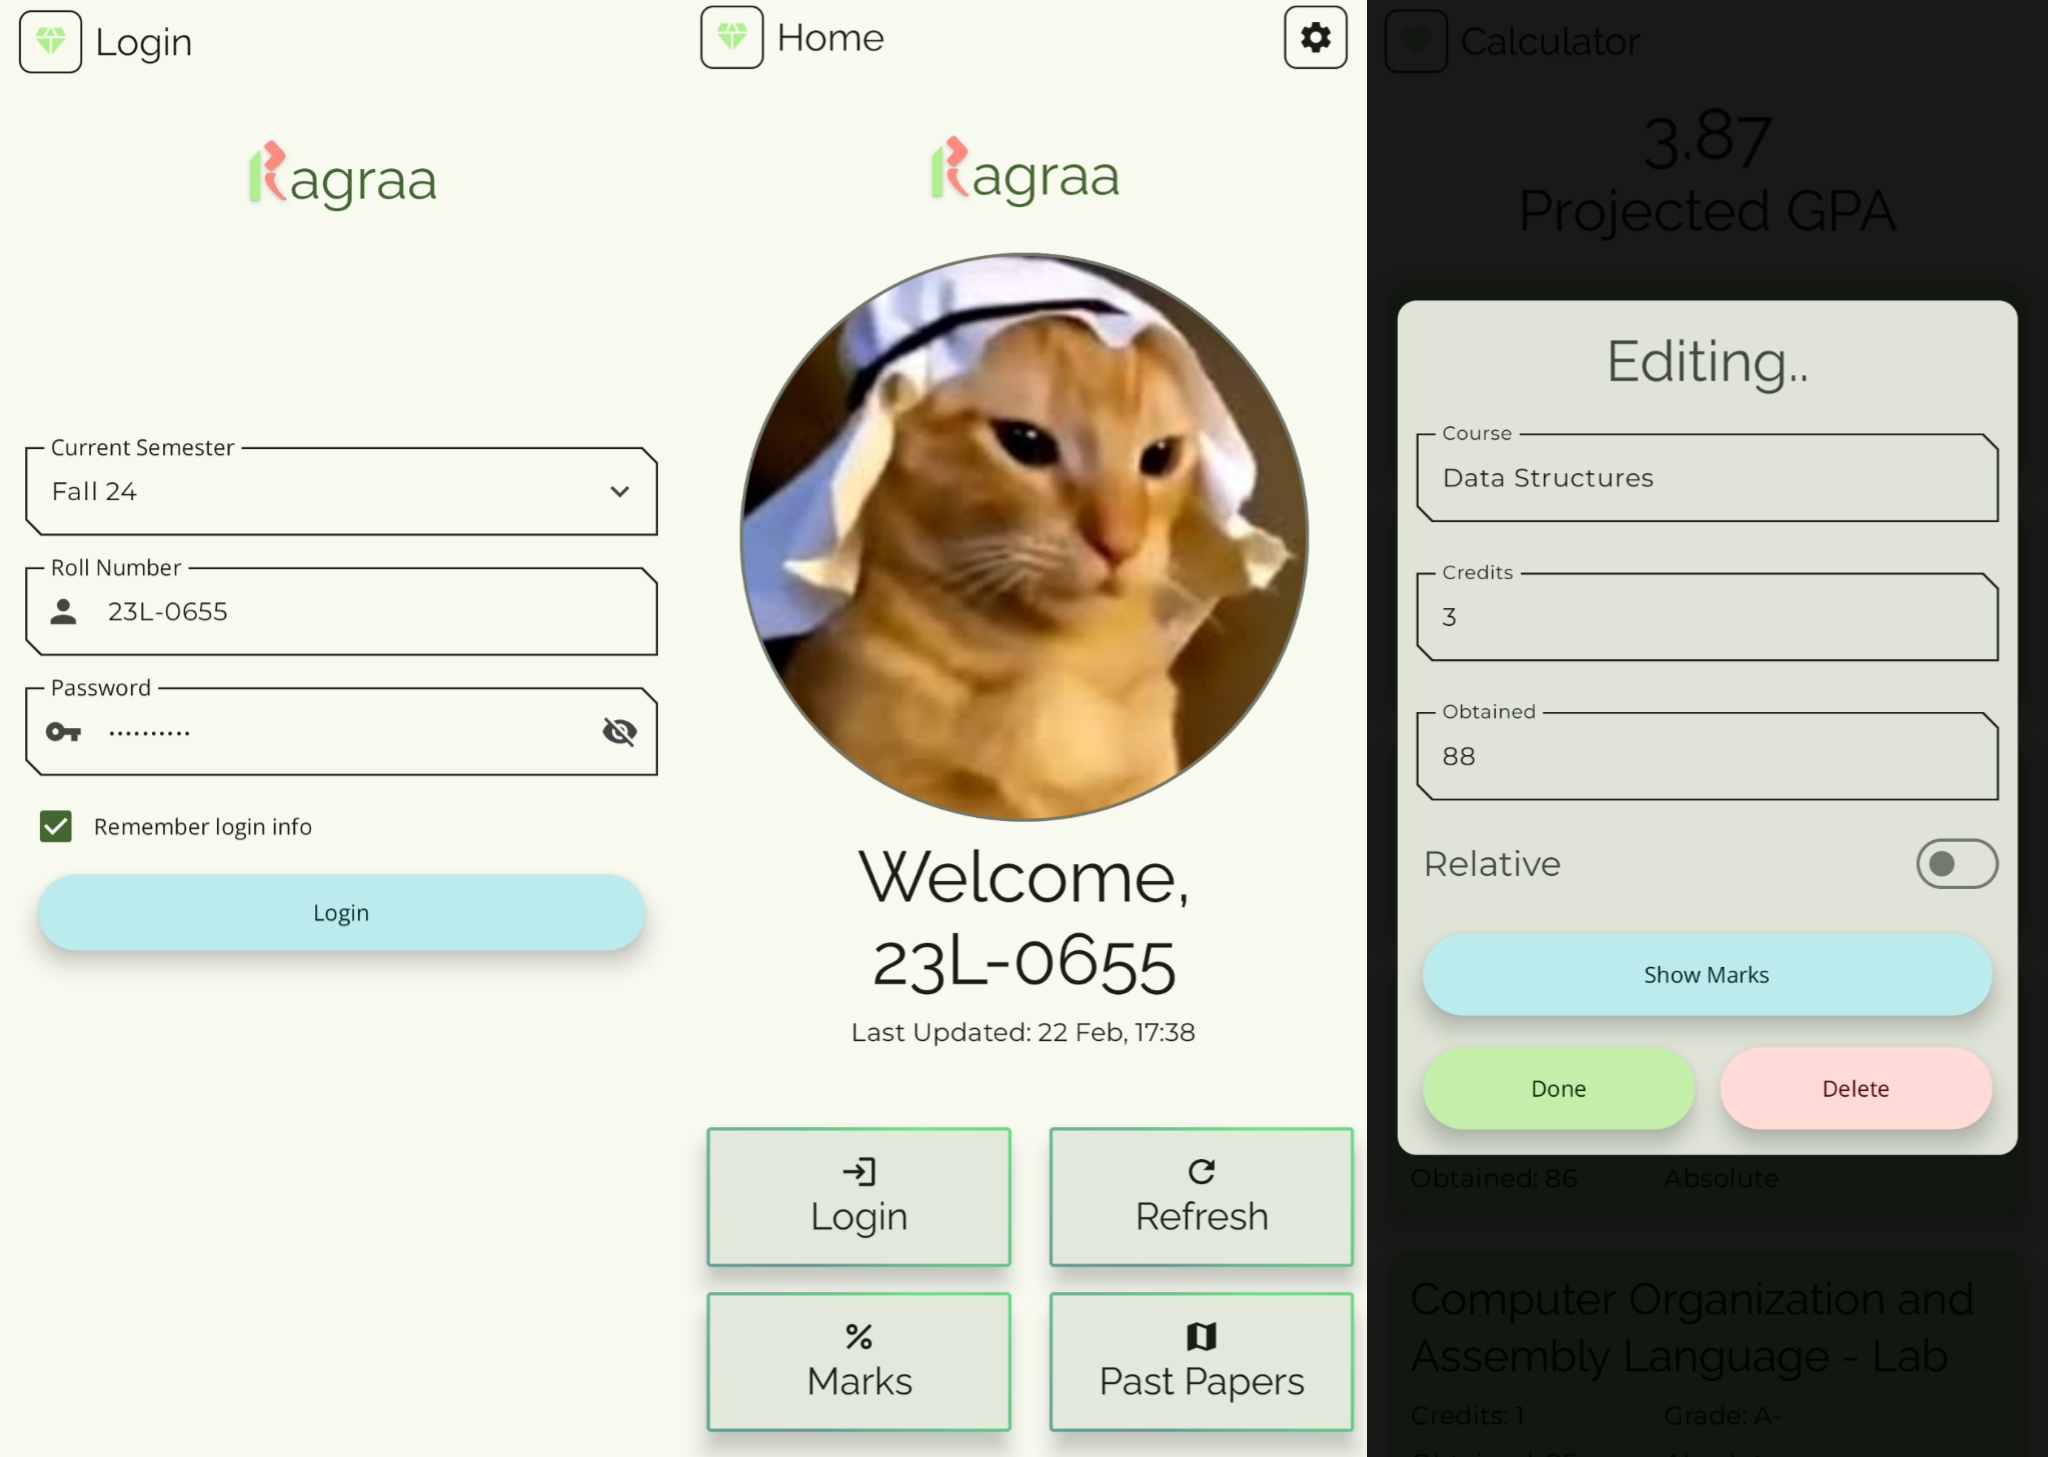 Login
Ragraa
Current Semester
Fall 24
Roll Number
23L-0655
Password
••••••••••
Remember login info
Login
Home
Ragraa
Welcome,
23L-0655
Last Updated: 22 Feb, 17:38
Login
Refresh
Marks
Past Papers
Calculator
3.87
Projected GPA
Editing..
Course
Data Structures
Credits
3
Obtained
88
Relative
Show Marks
Done
Delete
Obtained: 86 Absolute
Computer Organization and
Assembly Language - Lab
Credits: 1 Grade: A-